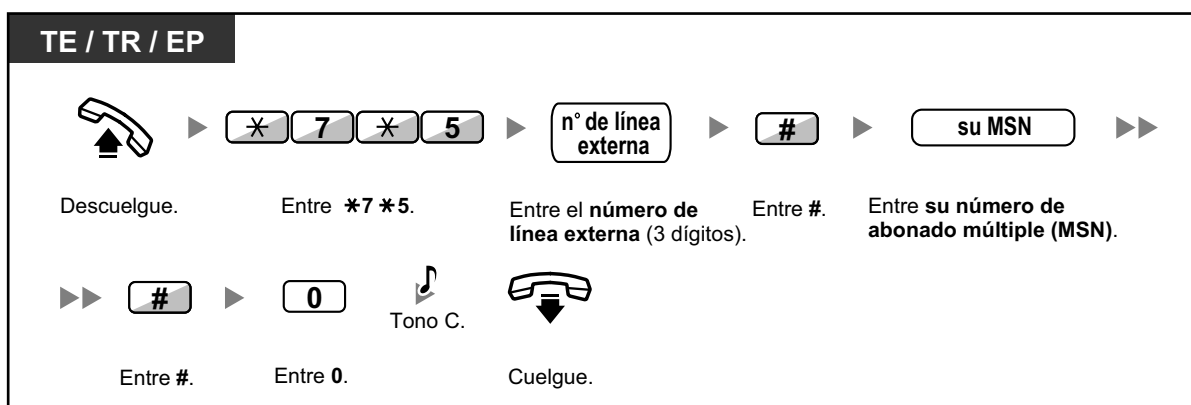 TE / TR / EP
✳ 7 ✳ 5
n° de línea
externa
#
su MSN
Descuelgue.
Entre ✳7 ✳5.
Entre el número de
línea externa (3 dígitos).
Entre #.
Entre su número de
abonado múltiple (MSN).
#
0
Tono C.
Entre #.
Entre 0.
Cuelgue.